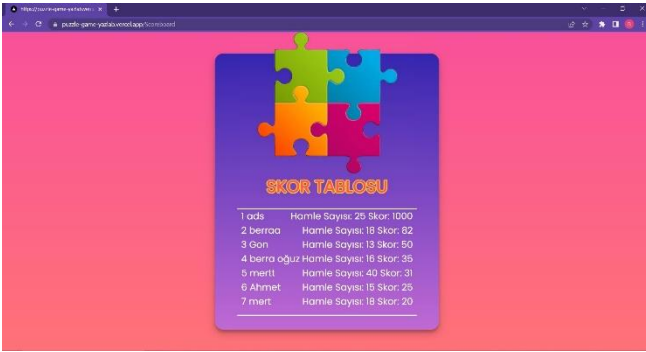 puzzle-game-yazlab.vercel.app/Scoreboard
SKOR TABLOSU
1 ads Hamle Sayısı: 25 Skor: 1000
2 berraa Hamle Sayısı: 18 Skor: 82
3 Gon Hamle Sayısı: 13 Skor: 50
4 berra oğuz Hamle Sayısı: 16 Skor: 35
5 mertt Hamle Sayısı: 40 Skor: 31
6 Ahmet Hamle Sayısı: 15 Skor: 25
7 mert Hamle Sayısı: 18 Skor: 20